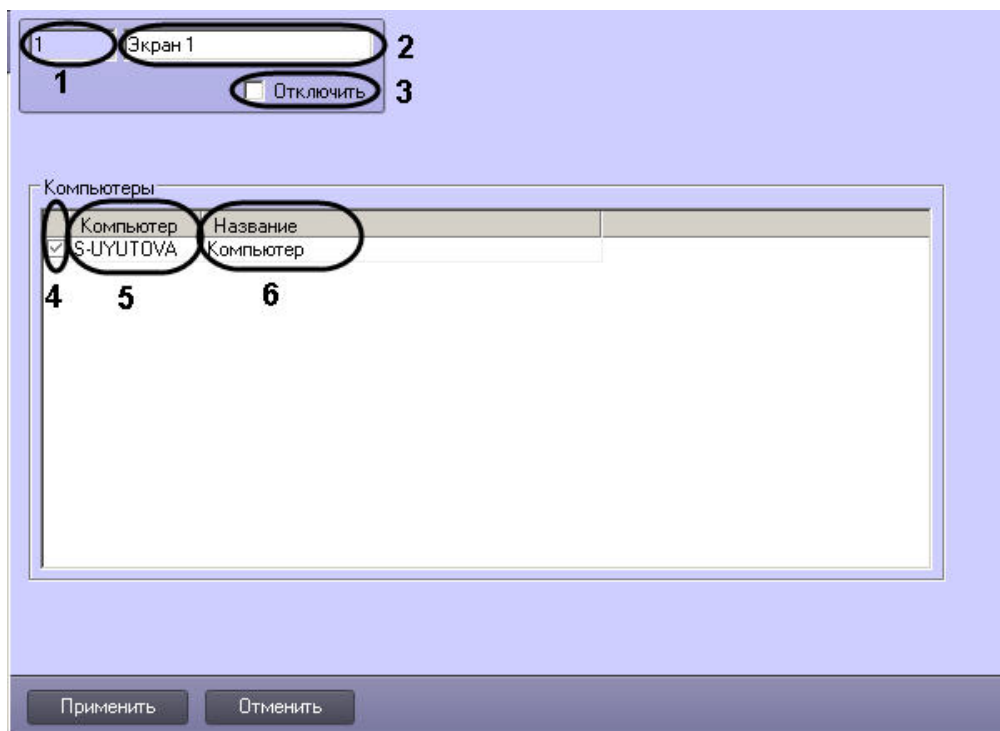 1 Экран 1 2
1 Отключить 3
Компьютеры
Компьютер Название
S-UYUTOVA Компьютер
4 5 6
Применить Отменить